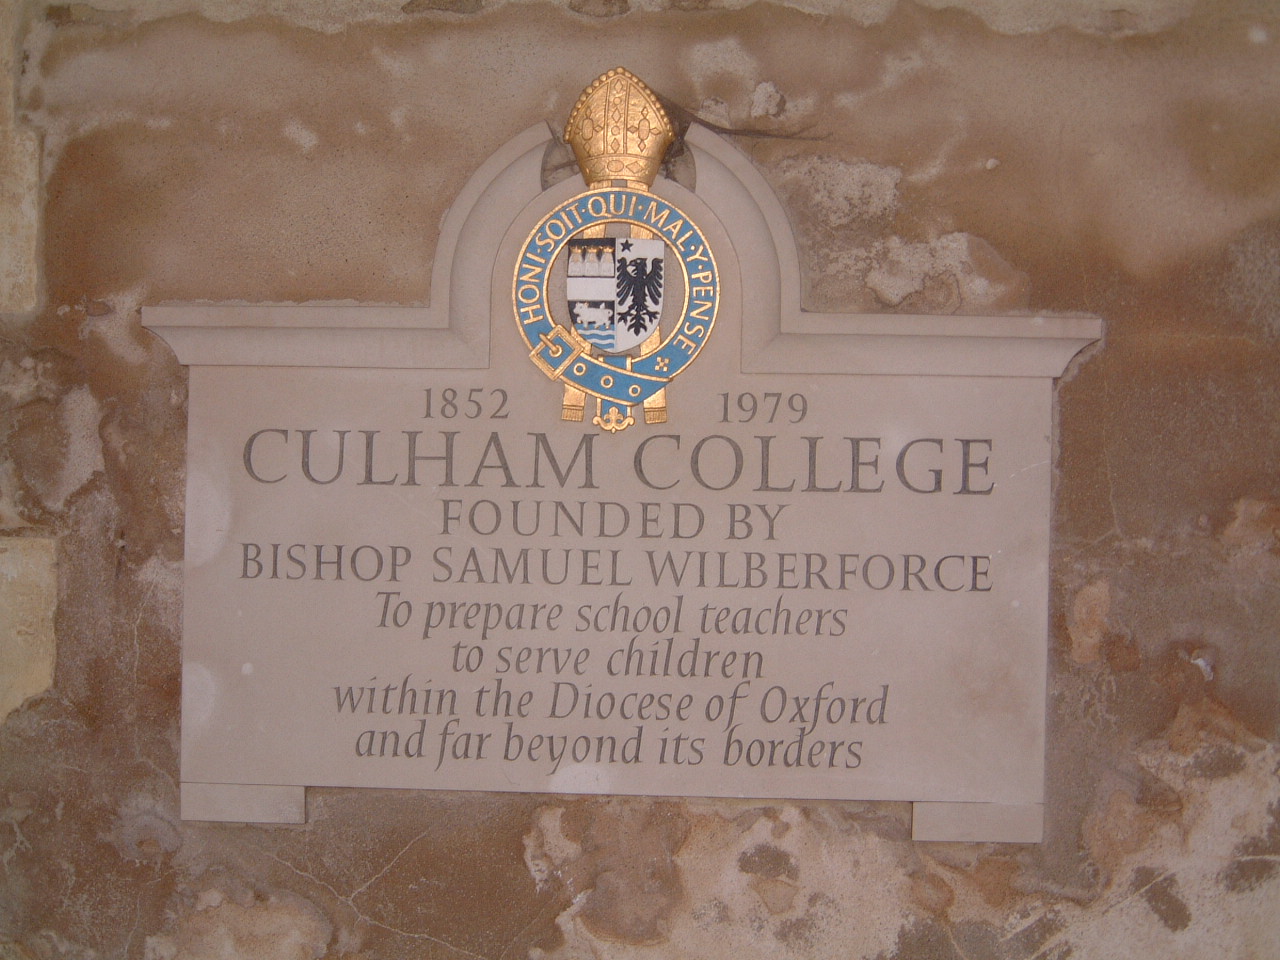 HONI·SOIT·QUI·MAL·Y·PENSE
1852 1979
CULHAM COLLEGE
FOUNDED BY
BISHOP SAMUEL WILBERFORCE
To prepare school teachers
to serve children
within the Diocese of Oxford
and far beyond its borders